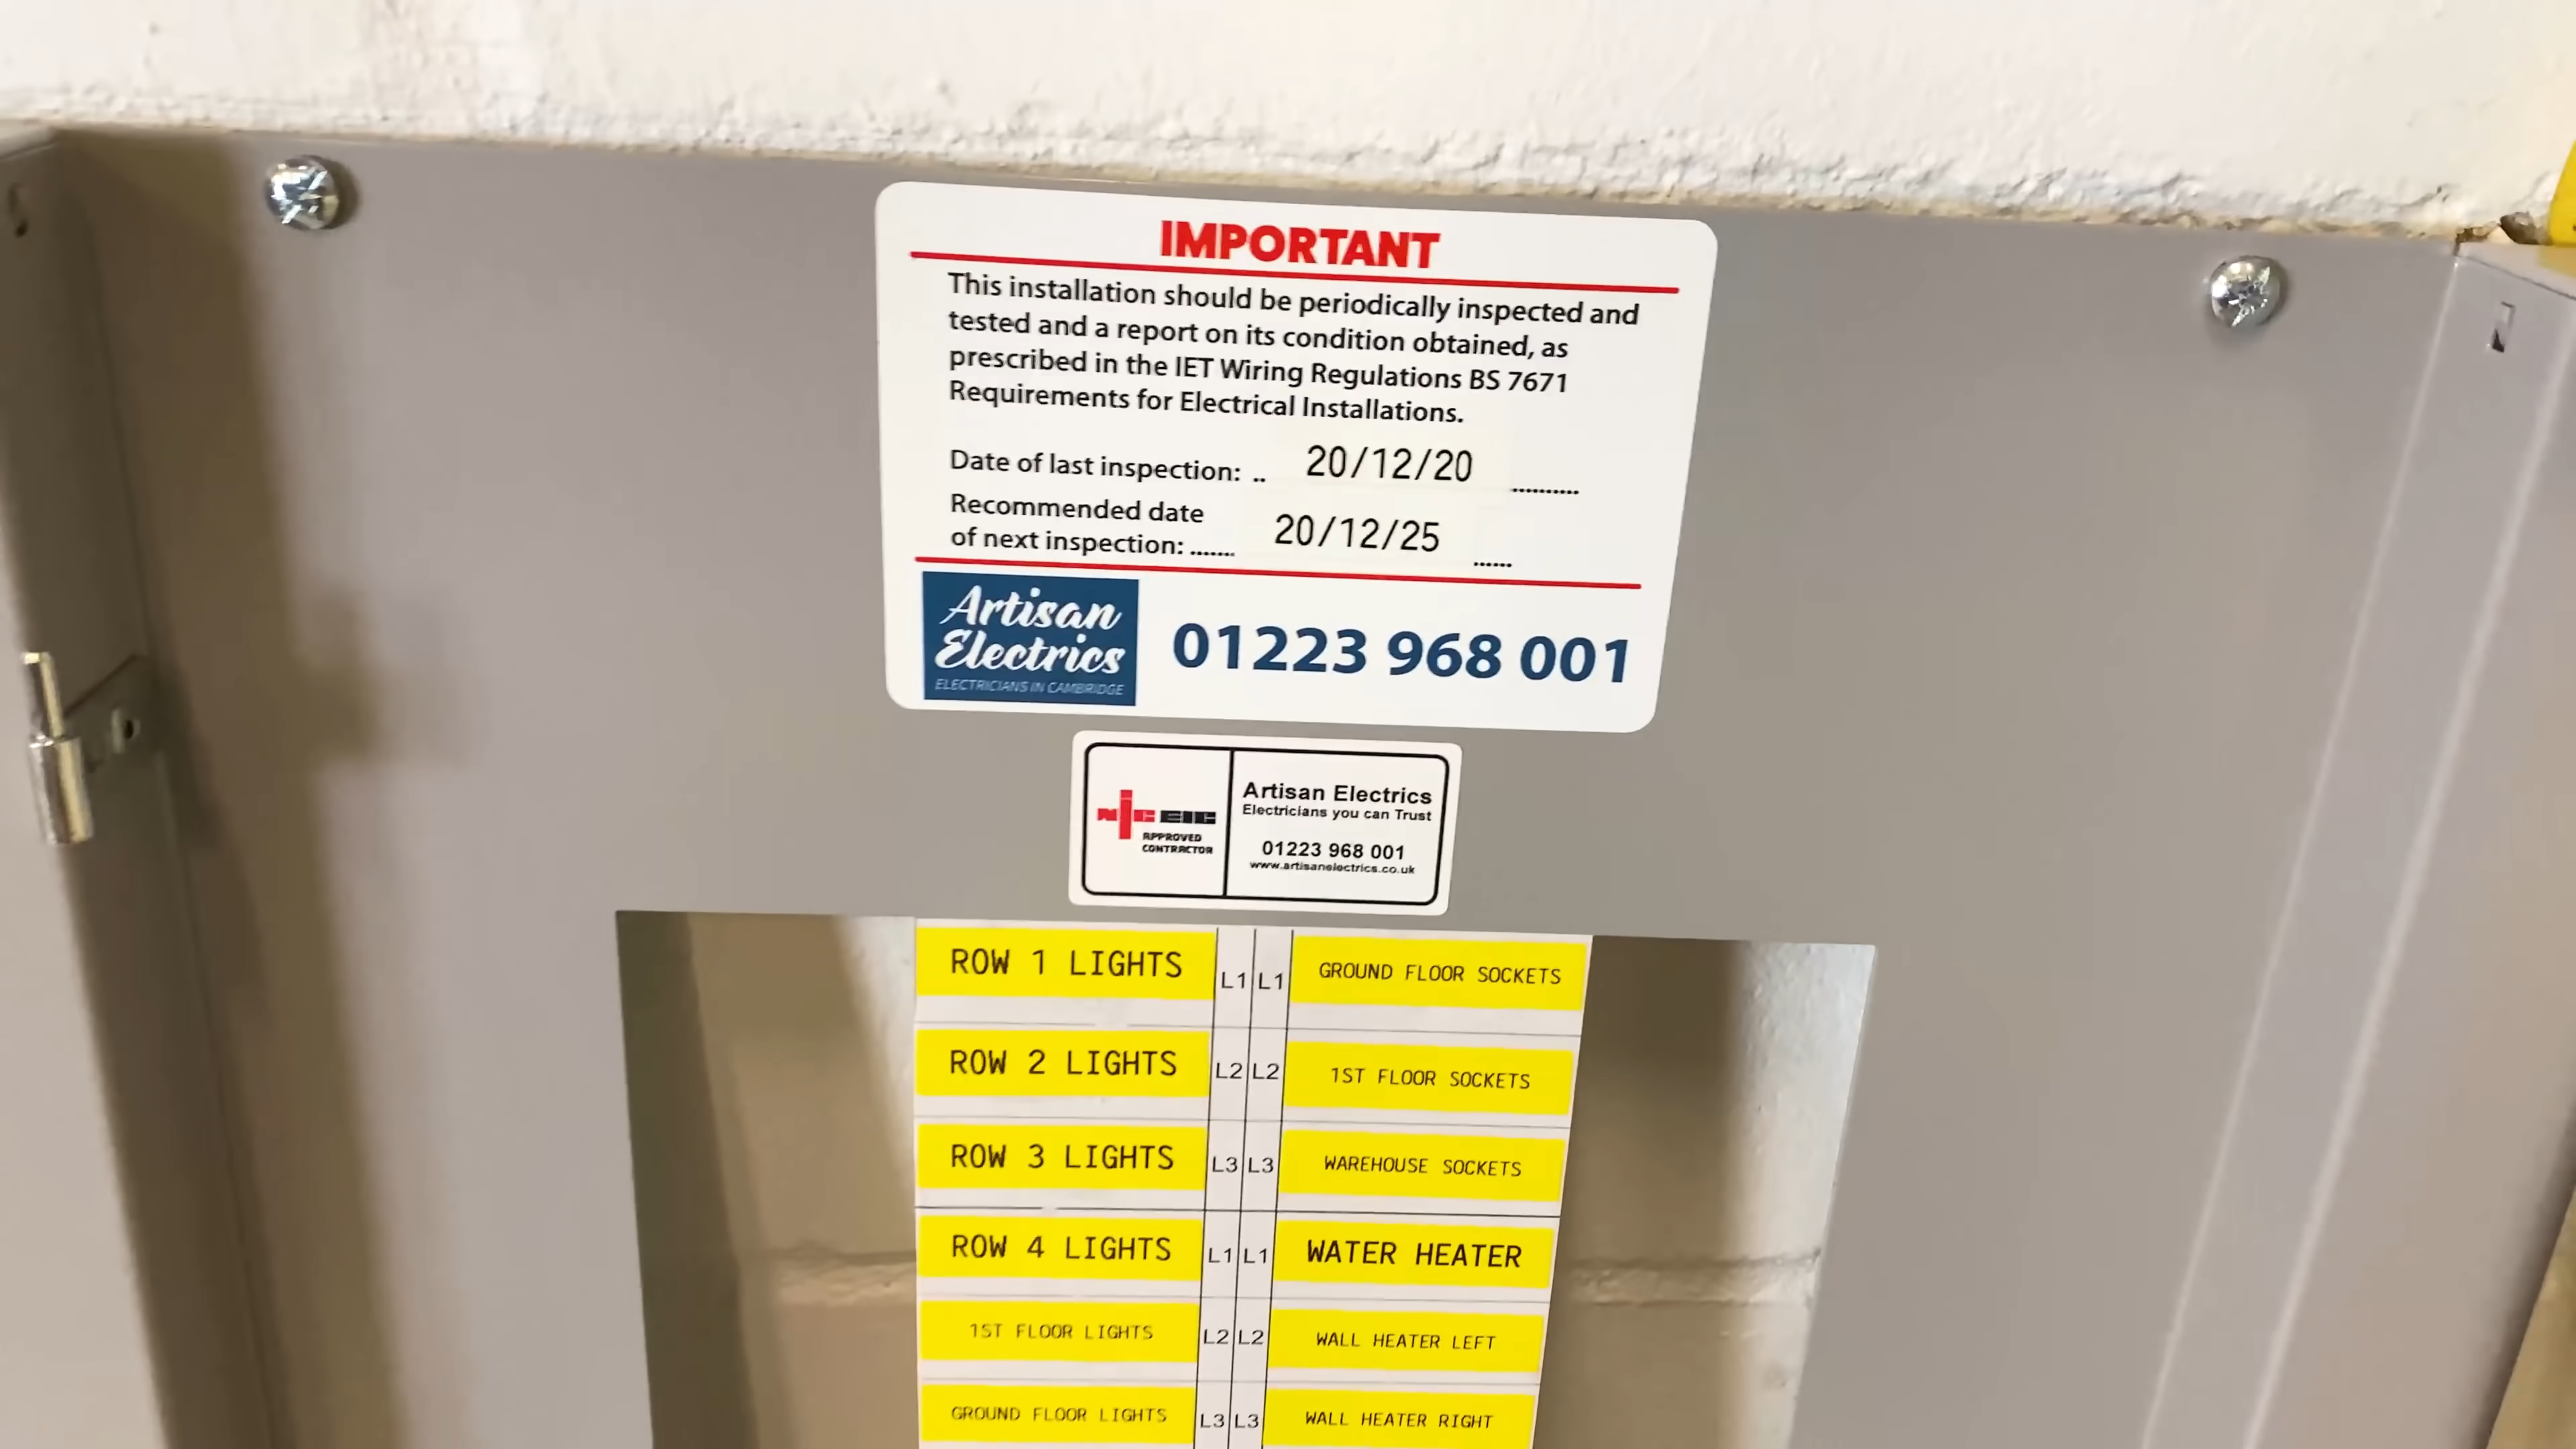 IMPORTANT
This installation should be periodically inspected and
tested and a report on its condition obtained, as
prescribed in the IET Wiring Regulations BS 7671
Requirements for Electrical Installations.
Date of last inspection: .. 20/12/20 ..........
Recommended date
of next inspection: ....... 20/12/25 ......
Artisan
Electrics
ELECTRICIANS IN CAMBRIDGE
01223 968 001
NICEIC
APPROVED
CONTRACTOR
Artisan Electrics
Electricians you can Trust
01223 968 001
www.artisanelectrics.co.uk
ROW 1 LIGHTS L1 L1 GROUND FLOOR SOCKETS
ROW 2 LIGHTS L2 L2 1ST FLOOR SOCKETS
ROW 3 LIGHTS L3 L3 WAREHOUSE SOCKETS
ROW 4 LIGHTS L1 L1 WATER HEATER
1ST FLOOR LIGHTS L2 L2 WALL HEATER LEFT
GROUND FLOOR LIGHTS L3 L3 WALL HEATER RIGHT